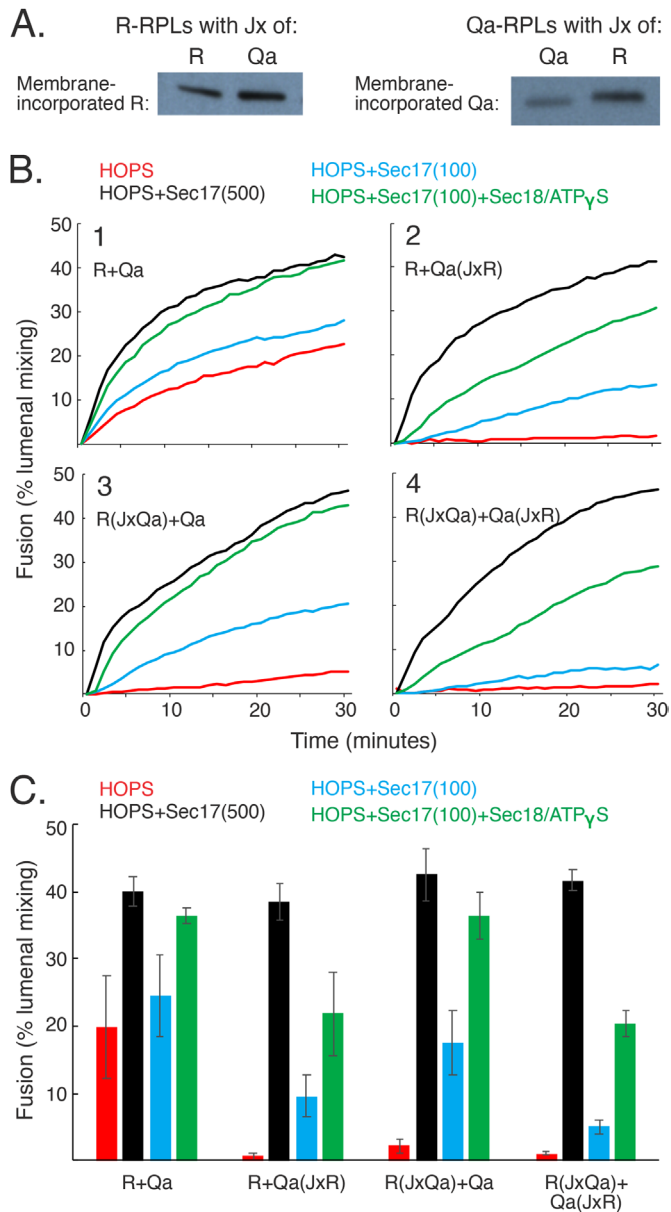 A.
R-RPLs with Jx of:
Qa-RPLs with Jx of:
R Qa
Qa R
Membrane-
incorporated R:
Membrane-
incorporated Qa:
B.
HOPS
HOPS+Sec17(500)
HOPS+Sec17(100)
HOPS+Sec17(100)+Sec18/ATPγS
Fusion (% lumenal mixing)
50
40
30
20
10
1
R+Qa
2
R+Qa(JxR)
50
40
30
20
10
3
R(JxQa)+Qa
4
R(JxQa)+Qa(JxR)
0 10 20 30
0 10 20 30
Time (minutes)
C.
HOPS
HOPS+Sec17(500)
HOPS+Sec17(100)
HOPS+Sec17(100)+Sec18/ATPγS
Fusion (% lumenal mixing)
50
40
30
20
10
R+Qa
R+Qa(JxR)
R(JxQa)+Qa
R(JxQa)+
Qa(JxR)